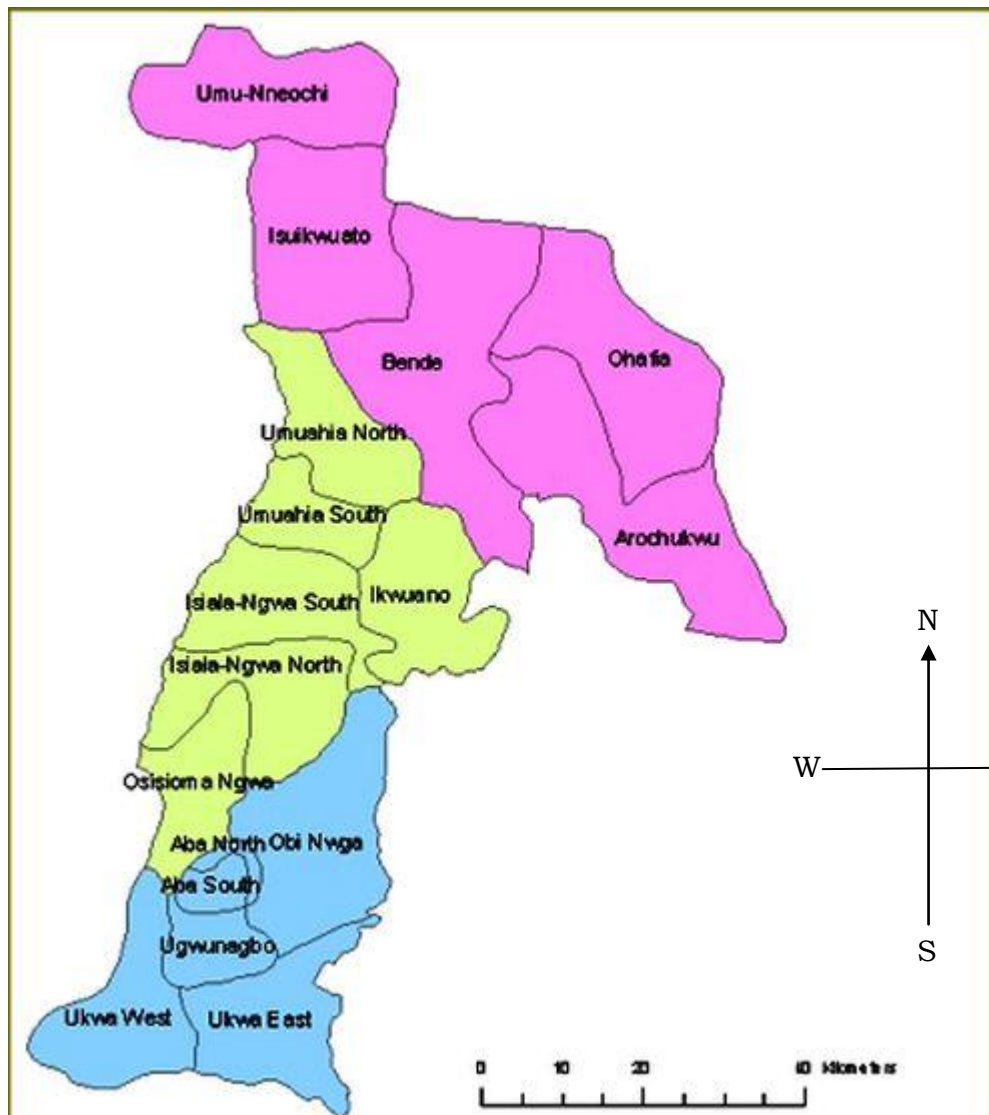 Umu-Nneochi
Isuikwuato
Bende
Ohafia
Umuahia North
Umuahia South
Arochukwu
Ikwuano
Isiala-Ngwa South
N
Isiala-Ngwa North
W
Osisioma Ngwa
Aba North
Obi Nwga
Aba South
Ugwunagbo
S
Ukwa West
Ukwa East
0 10 20 40 kilometers